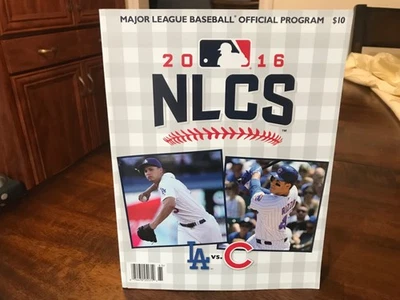 MAJOR LEAGUE BASEBALL® OFFICIAL PROGRAM $10
2016
NLCS
LA vs. C